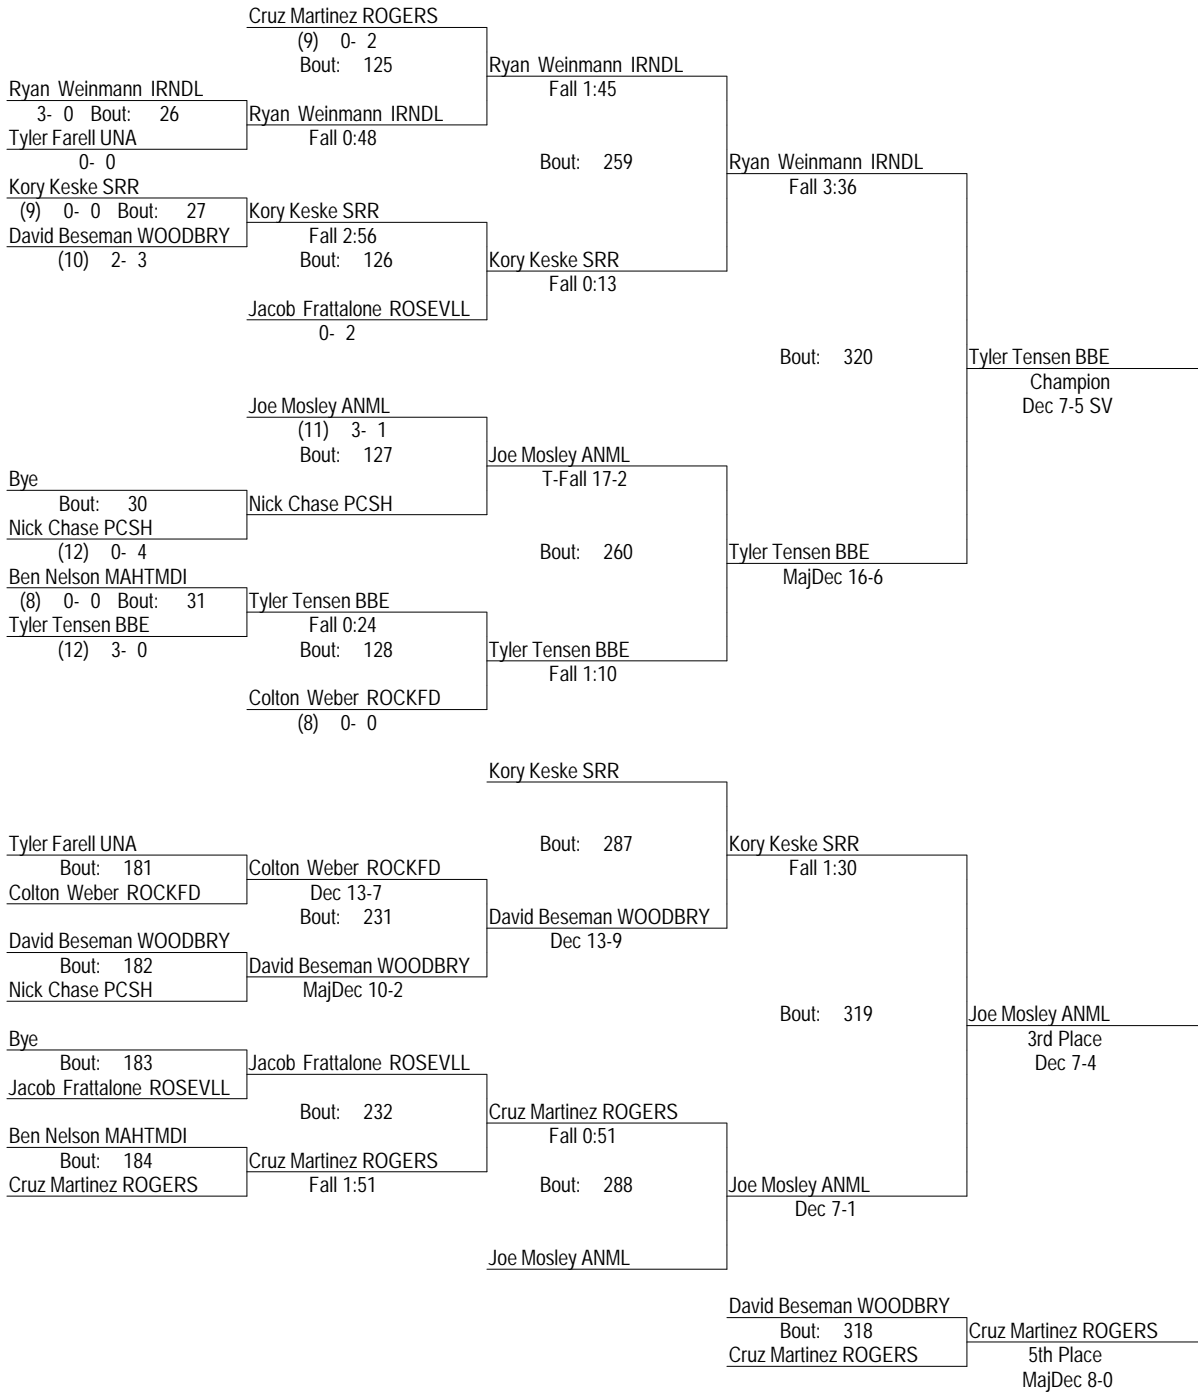 Cruz Martinez ROGERS
(9) 0- 2
Bout: 125
Ryan Weinmann IRNDL
Fall 1:45
Ryan Weinmann IRNDL
3- 0 Bout: 26
Ryan Weinmann IRNDL
Tyler Farell UNA
Fall 0:48
0- 0
Bout: 259
Ryan Weinmann IRNDL
Kory Keske SRR
Fall 3:36
(9) 0- 0 Bout: 27
Kory Keske SRR
David Beseman WOODBRY
Fall 2:56
(10) 2- 3
Bout: 126
Kory Keske SRR
Fall 0:13
Jacob Frattalone ROSEVLL
0- 2
Bout: 320
Tyler Tensen BBE
Champion
Dec 7-5 SV
Joe Mosley ANML
(11) 3- 1
Bout: 127
Joe Mosley ANML
T-Fall 17-2
Bye
Bout: 30
Nick Chase PCSH
Nick Chase PCSH
(12) 0- 4
Bout: 260
Tyler Tensen BBE
Ben Nelson MAHTMDI
MajDec 16-6
(8) 0- 0 Bout: 31
Tyler Tensen BBE
Tyler Tensen BBE
Fall 0:24
(12) 3- 0
Bout: 128
Tyler Tensen BBE
Fall 1:10
Colton Weber ROCKFD
(8) 0- 0
Kory Keske SRR
Tyler Farell UNA
Bout: 287
Kory Keske SRR
Bout: 181
Colton Weber ROCKFD
Fall 1:30
Colton Weber ROCKFD
Dec 13-7
Bout: 231
David Beseman WOODBRY
David Beseman WOODBRY
Dec 13-9
Bout: 182
David Beseman WOODBRY
Nick Chase PCSH
MajDec 10-2
Bout: 319
Joe Mosley ANML
Bye
3rd Place
Bout: 183
Jacob Frattalone ROSEVLL
Dec 7-4
Jacob Frattalone ROSEVLL
Bout: 232
Cruz Martinez ROGERS
Ben Nelson MAHTMDI
Fall 0:51
Bout: 184
Cruz Martinez ROGERS
Cruz Martinez ROGERS
Fall 1:51
Bout: 288
Joe Mosley ANML
Dec 7-1
Joe Mosley ANML
David Beseman WOODBRY
Bout: 318
Cruz Martinez ROGERS
Cruz Martinez ROGERS
5th Place
MajDec 8-0